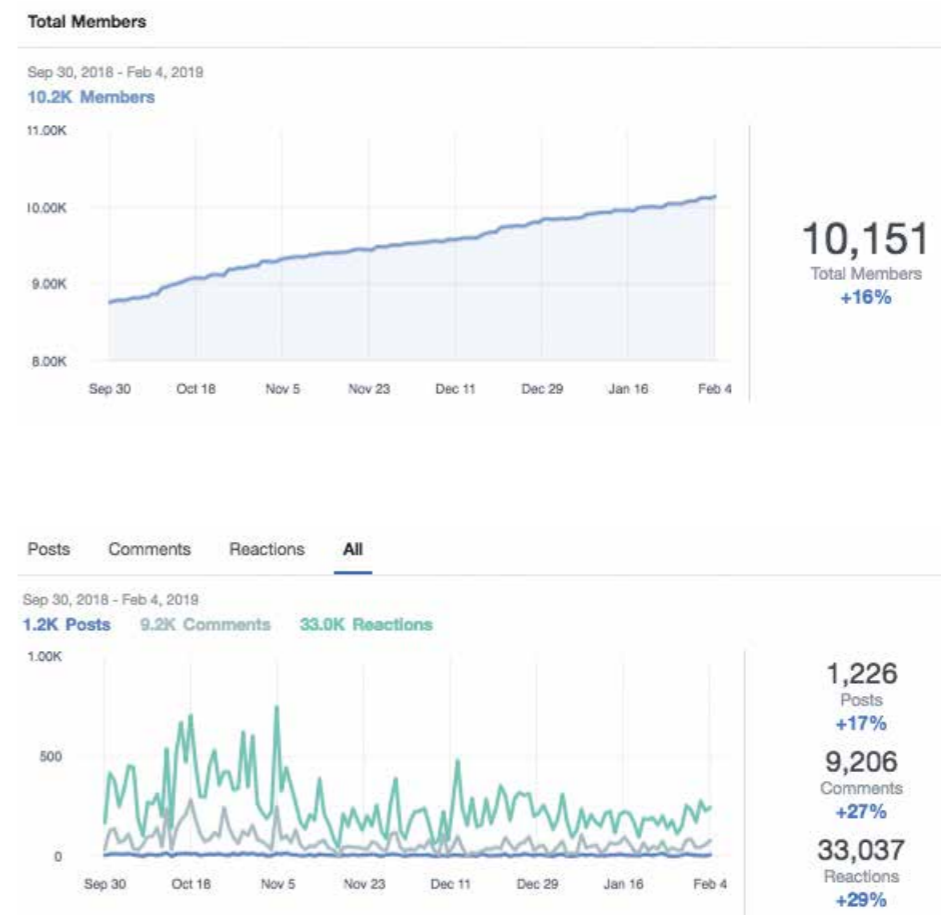 Total Members
Sep 30, 2018 - Feb 4, 2019
10.2K Members
11.00K
10.00K
9.00K
8.00K
Sep 30 Oct 18 Nov 5 Nov 23 Dec 11 Dec 29 Jan 16 Feb 4
10,151
Total Members
+16%
Posts Comments Reactions All
Sep 30, 2018 - Feb 4, 2019
1.2K Posts 9.2K Comments 33.0K Reactions
1.00K
500
0
Sep 30 Oct 18 Nov 5 Nov 23 Dec 11 Dec 29 Jan 16 Feb 4
1,226
Posts
+17%
9,206
Comments
+27%
33,037
Reactions
+29%